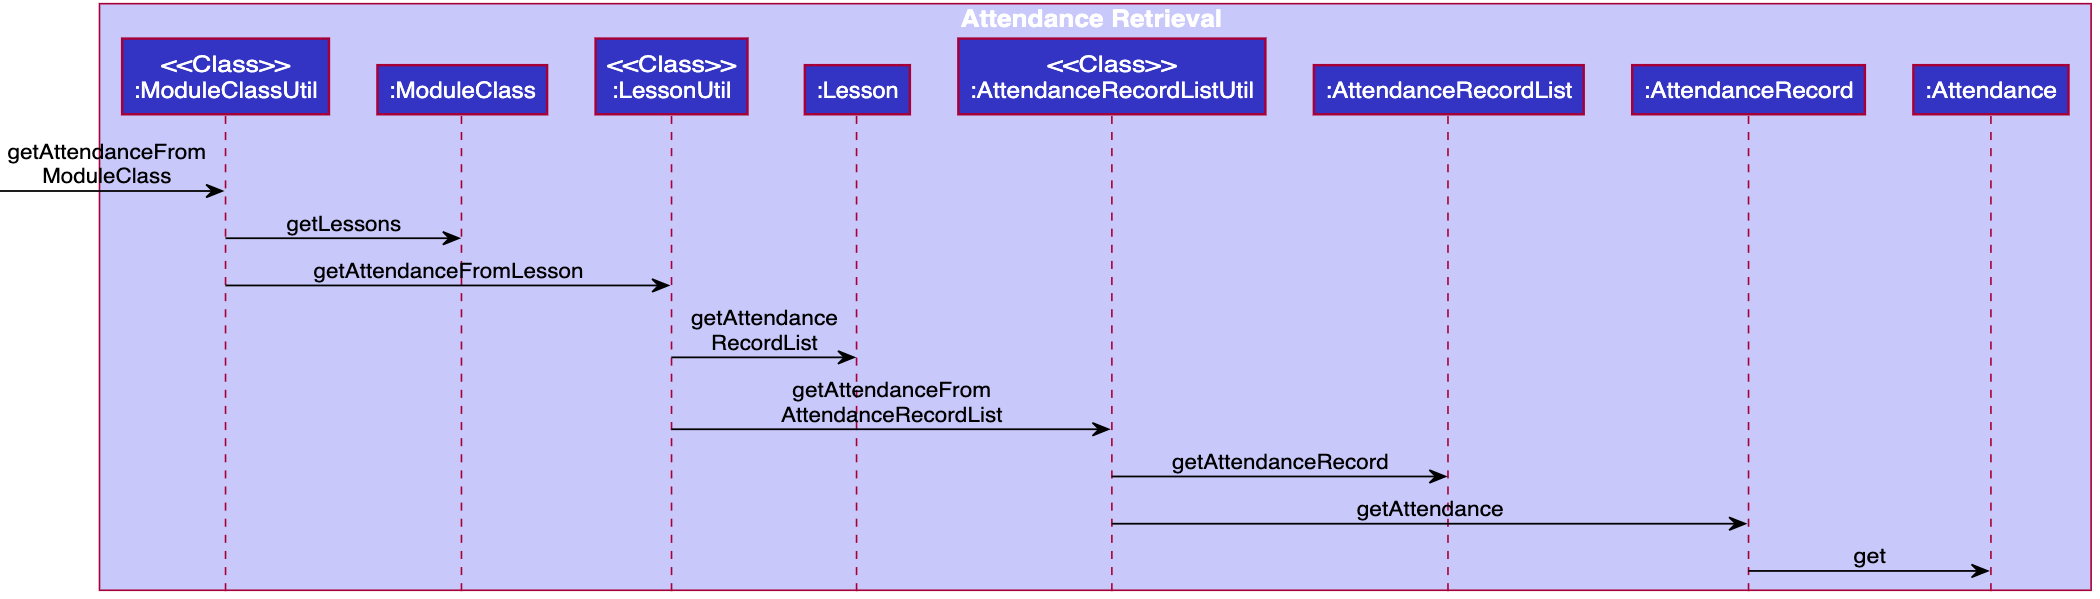 Attendance Retrieval
<<Class>>
:ModuleClassUtil
:ModuleClass
<<Class>>
:LessonUtil
:Lesson
<<Class>>
:AttendanceRecordListUtil
:AttendanceRecordList
:AttendanceRecord
:Attendance
getAttendanceFrom
ModuleClass
getLessons
getAttendanceFromLesson
getAttendance
RecordList
getAttendanceFrom
AttendanceRecordList
getAttendanceRecord
getAttendance
get